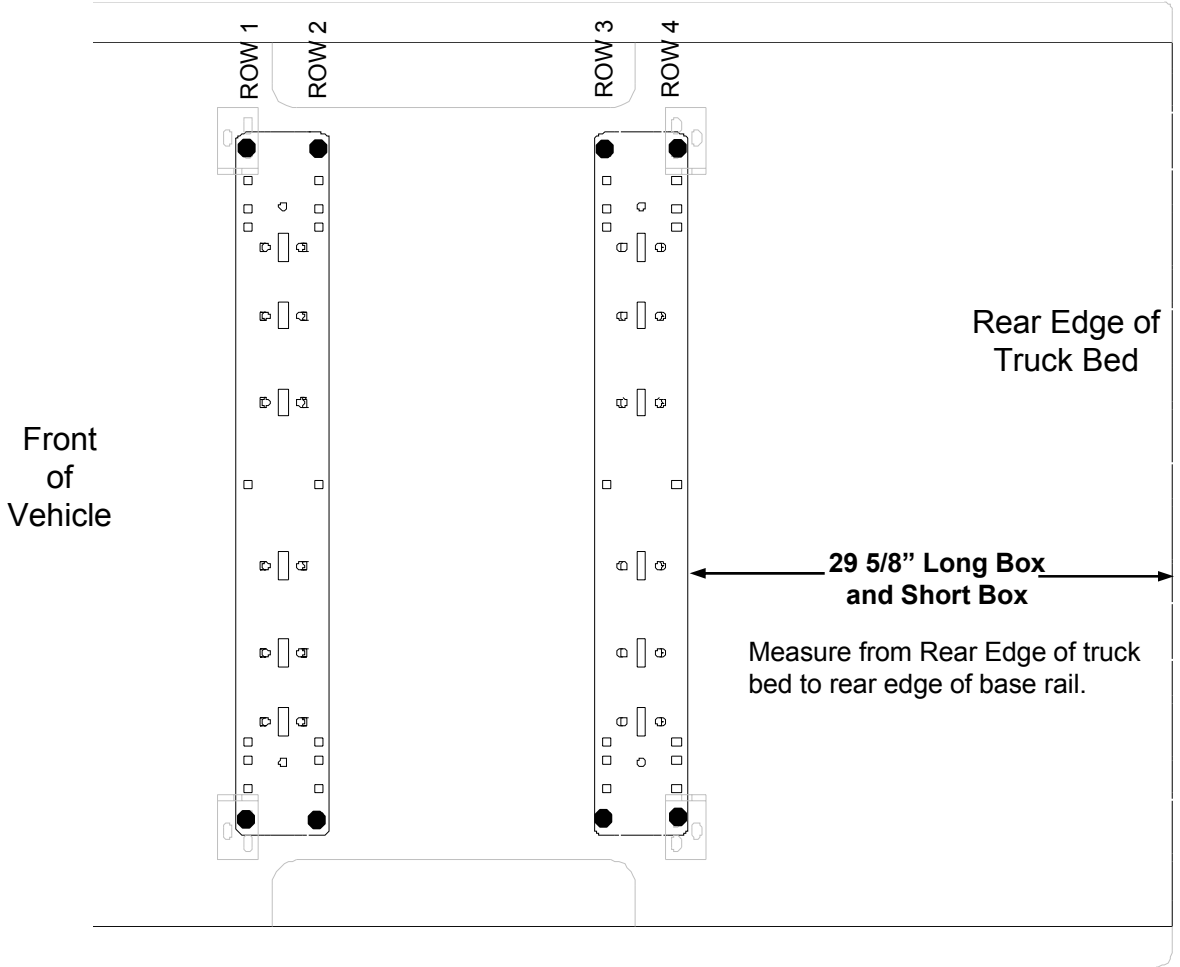 ROW 1
ROW 2
ROW 3
ROW 4
Rear Edge of
Truck Bed
Front
of
Vehicle
29 5/8” Long Box
and Short Box
Measure from Rear Edge of truck
bed to rear edge of base rail.